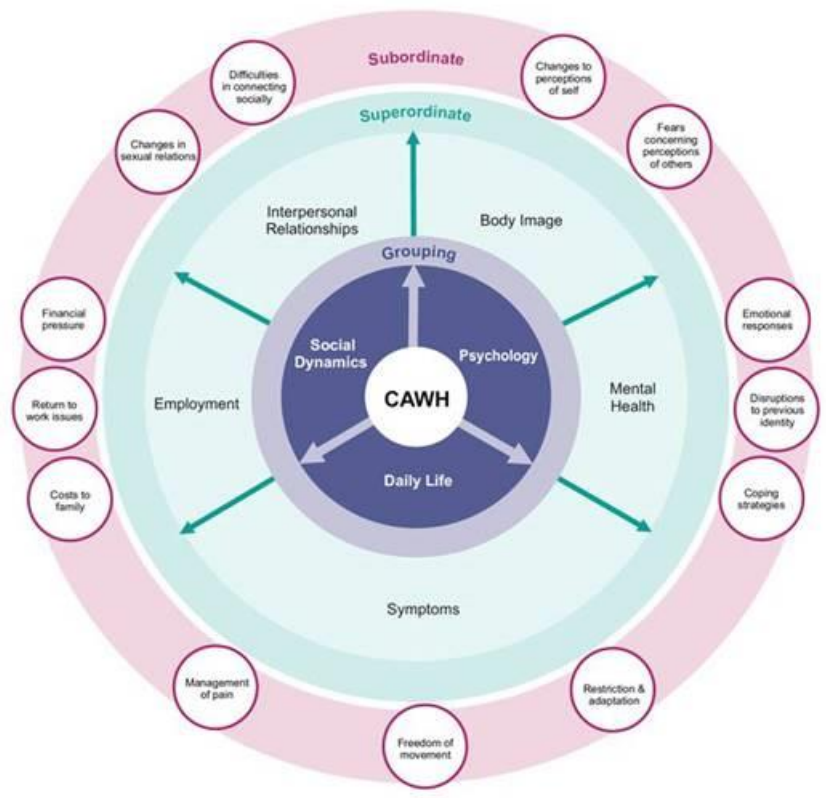 Subordinate
Difficulties
in connecting
socially
Changes to
perceptions
of self
Changes in
sexual relations
Fears
concerning
perceptions
of others
Superordinate
Interpersonal
Relationships
Body Image
Grouping
Financial
pressure
Emotional
responses
Social
Dynamics
Psychology
Return to
work issues
Employment
CAWH
Mental
Health
Disruptions
to previous
identity
Costs to
family
Daily Life
Coping
strategies
Symptoms
Management
of pain
Restriction &
adaptation
Freedom of
movement